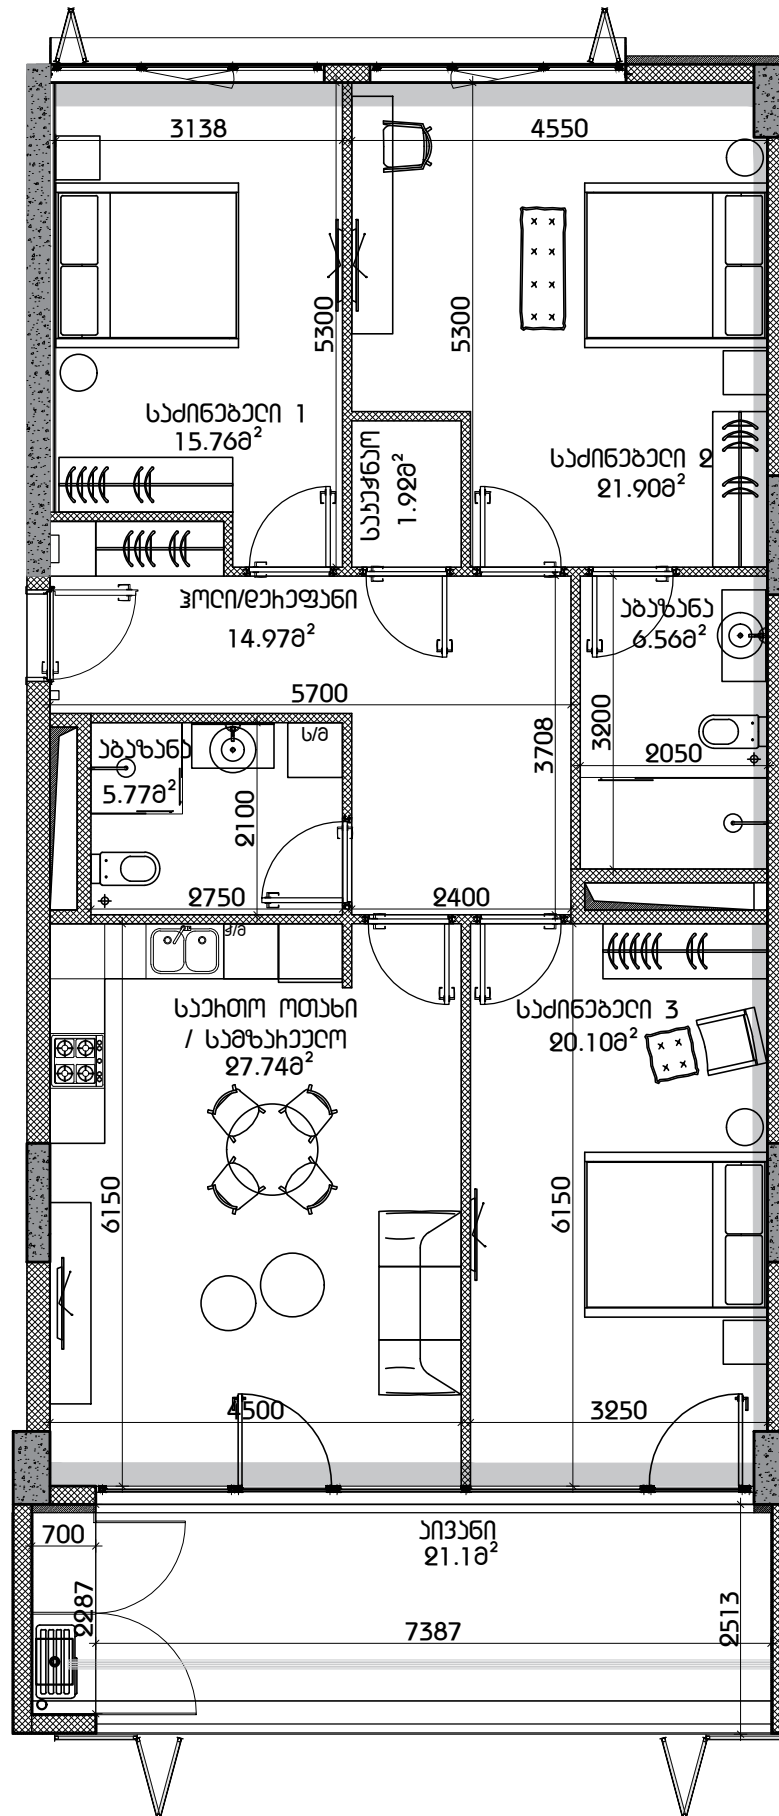 3138
4550
5300
5300
საძინებელი 1
15.76მ²
საკუჭნაო
1.92მ²
საძინებელი 2
21.90მ²
ჰოლი/დერეფანი
14.97მ²
აბაზანა
6.56მ²
5700
3708
3200
2050
ს/მ
აბაზანა
5.77მ²
2100
2750
2400
ჭ/მ
საერთო ოთახი
/ სამზარეულო
27.74მ²
საძინებელი 3
20.10მ²
6150
6150
4500
3250
აივანი
21.1მ²
700
2287
7387
2513